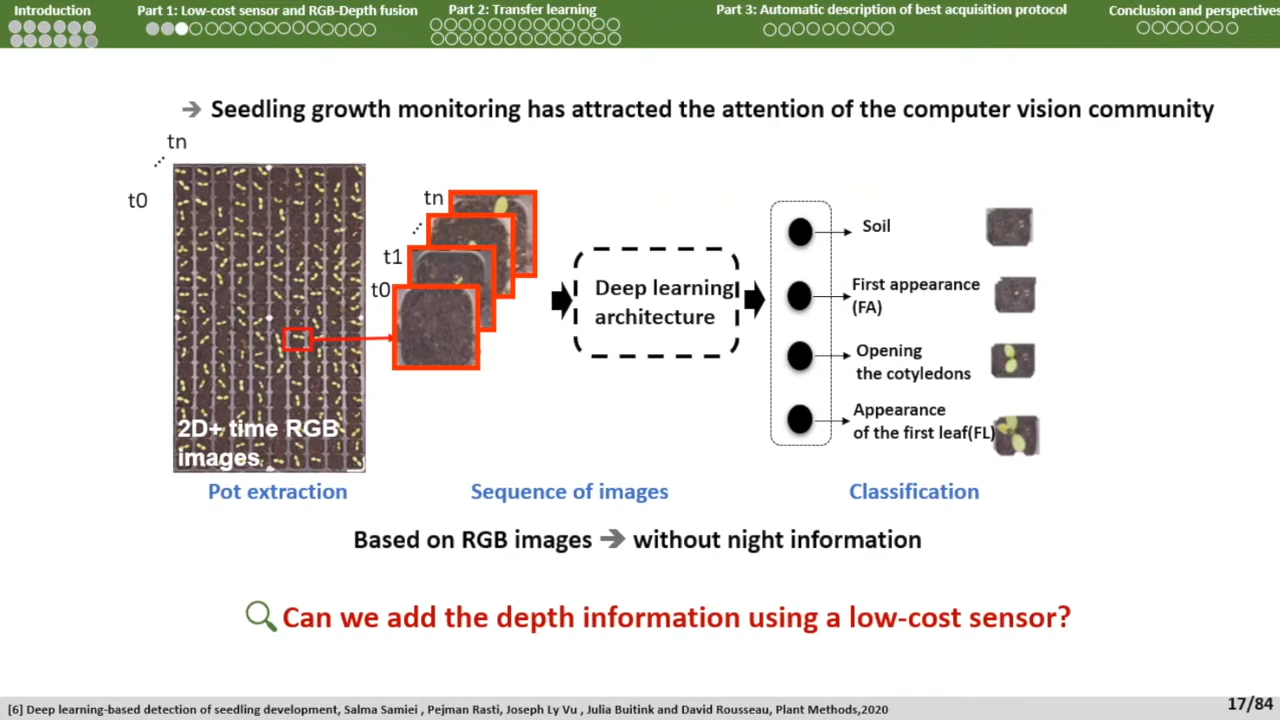 Introduction
Part 1: Low-cost sensor and RGB-Depth fusion
Part 2: Transfer learning
Part 3: Automatic description of best acquisition protocol
Conclusion and perspectives
➔ Seedling growth monitoring has attracted the attention of the computer vision community
tn
t0
2D+ time RGB
images
Pot extraction
tn
t1
t0
Sequence of images
Deep learning
architecture
Soil
First appearance
(FA)
Opening
the cotyledons
Appearance
of the first leaf(FL)
Classification
Based on RGB images ➔ without night information
Can we add the depth information using a low-cost sensor?
[6] Deep learning-based detection of seedling development, Salma Samiei , Pejman Rasti, Joseph Ly Vu , Julia Buitink and David Rousseau, Plant Methods,2020
17/84